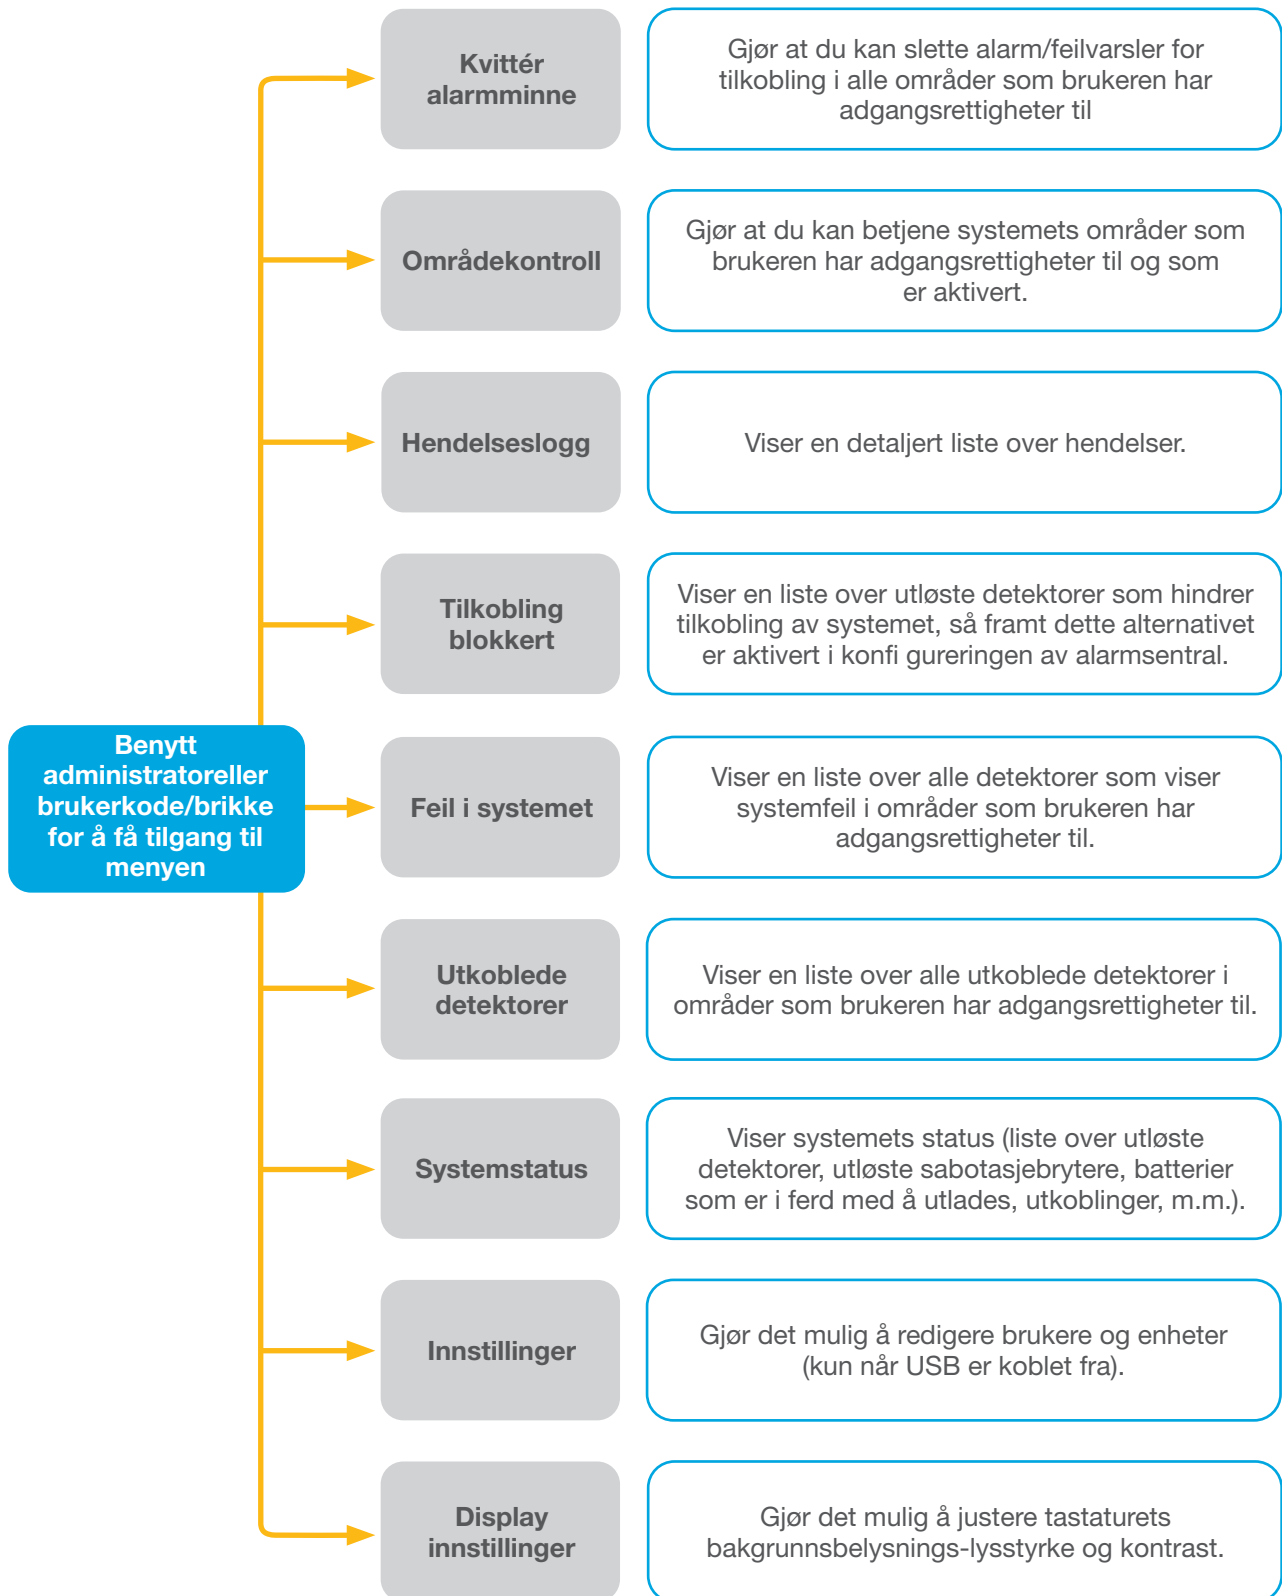 Kvittér
alarmminne
Gjør at du kan slette alarm/feilvarsler for
tilkobling i alle områder som brukeren har
adgangsrettigheter til
Områdekontroll
Gjør at du kan betjene systemets områder som
brukeren har adgangsrettigheter til og som
er aktivert.
Hendelseslogg
Viser en detaljert liste over hendelser.
Tilkobling
blokkert
Viser en liste over utløste detektorer som hindrer
tilkobling av systemet, så framt dette alternativet
er aktivert i konfi gureringen av alarmsentral.
Benytt
administratoreller
brukerkode/brikke
for å få tilgang til
menyen
Feil i systemet
Viser en liste over alle detektorer som viser
systemfeil i områder som brukeren har
adgangsrettigheter til.
Utkoblede
detektorer
Viser en liste over alle utkoblede detektorer i
områder som brukeren har adgangsrettigheter til.
Systemstatus
Viser systemets status (liste over utløste
detektorer, utløste sabotasjebrytere, batterier
som er i ferd med å utlades, utkoblinger, m.m.).
Innstillinger
Gjør det mulig å redigere brukere og enheter
(kun når USB er koblet fra).
Display
innstillinger
Gjør det mulig å justere tastaturets
bakgrunnsbelysnings-lysstyrke og kontrast.